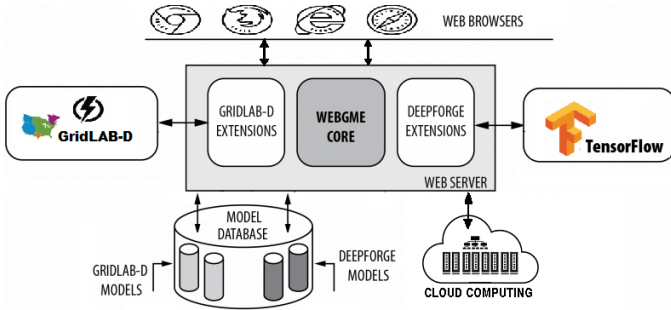 WEB BROWSERS
GRIDLAB-D
EXTENSIONS
WEBGME
CORE
DEEPFORGE
EXTENSIONS
GridLAB-D
TensorFlow
WEB SERVER
MODEL
DATABASE
GRIDLAB-D
MODELS
DEEPFORGE
MODELS
CLOUD COMPUTING